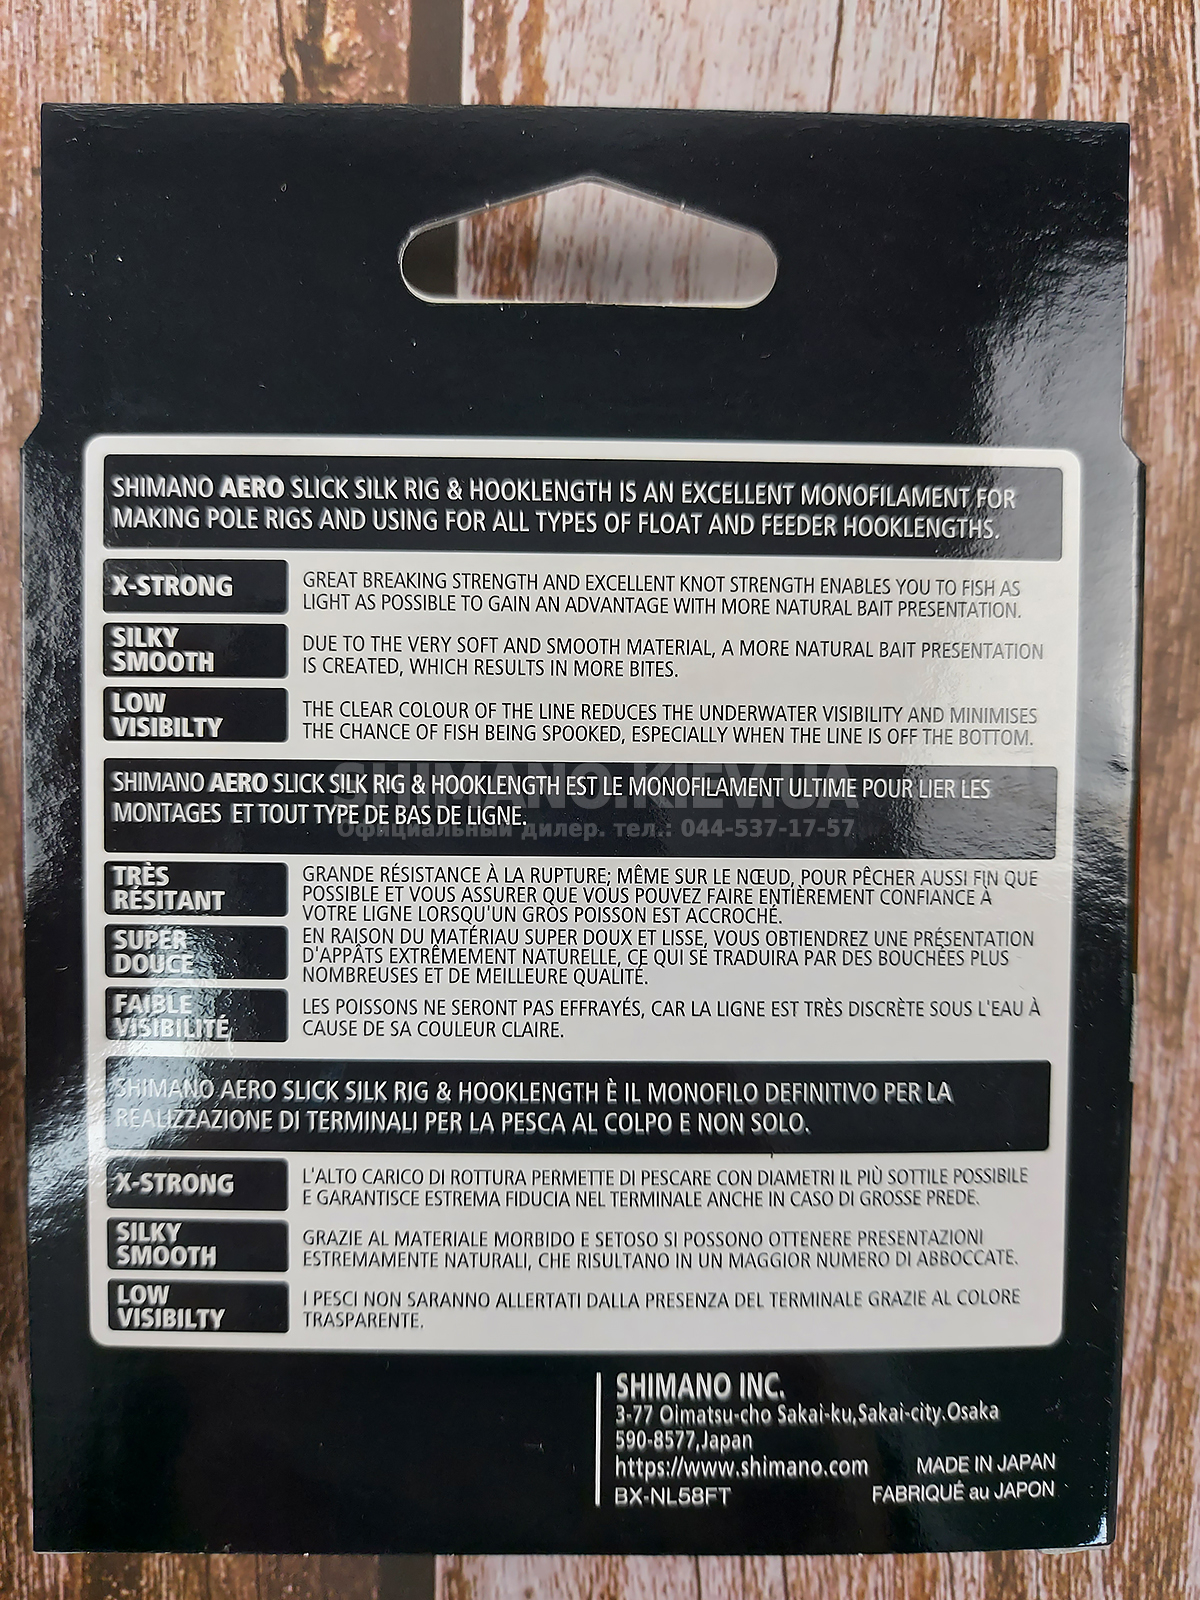 SHIMANO AERO SLICK SILK RIG & HOOKLENGTH IS AN EXCELLENT MONOFILAMENT FOR
MAKING POLE RIGS AND USING FOR ALL TYPES OF FLOAT AND FEEDER HOOKLENGTHS.
X-STRONG
GREAT BREAKING STRENGTH AND EXCELLENT KNOT STRENGTH ENABLES YOU TO FISH AS
LIGHT AS POSSIBLE TO GAIN AN ADVANTAGE WITH MORE NATURAL BAIT PRESENTATION.
SILKY
SMOOTH
DUE TO THE VERY SOFT AND SMOOTH MATERIAL, A MORE NATURAL BAIT PRESENTATION
IS CREATED, WHICH RESULTS IN MORE BITES.
LOW
VISIBILTY
THE CLEAR COLOUR OF THE LINE REDUCES THE UNDERWATER VISIBILITY AND MINIMISES
THE CHANCE OF FISH BEING SPOOKED, ESPECIALLY WHEN THE LINE IS OFF THE BOTTOM.
SHIMANO AERO SLICK SILK RIG & HOOKLENGTH EST LE MONOFILAMENT ULTIME POUR LIER LES
MONTAGES ET TOUT TYPE DE BAS DE LIGNE.
SHIMANO.KIEV.UA
Официальный дилер. тел.: 044-537-17-57
TRÈS
RÉSITANT
GRANDE RÉSISTANCE À LA RUPTURE; MÊME SUR LE NŒUD, POUR PÊCHER AUSSI FIN QUE
POSSIBLE ET VOUS ASSURER QUE VOUS POUVEZ FAIRE ENTIÈREMENT CONFIANCE À
VOTRE LIGNE LORSQU'UN GROS POISSON EST ACCROCHÉ.
SUPER
DOUCE
EN RAISON DU MATÉRIAU SUPER DOUX ET LISSE, VOUS OBTIENDREZ UNE PRÉSENTATION
D'APPÂTS EXTRÊMEMENT NATURELLE, CE QUI SE TRADUIRA PAR DES BOUCHÉES PLUS
NOMBREUSES ET DE MEILLEURE QUALITÉ.
FAIBLE
VISIBILITÉ
LES POISSONS NE SERONT PAS EFFRAYÉS, CAR LA LIGNE EST TRÈS DISCRÈTE SOUS L'EAU À
CAUSE DE SA COULEUR CLAIRE.
SHIMANO AERO SLICK SILK RIG & HOOKLENGTH È IL MONOFILO DEFINITIVO PER LA
REALIZZAZIONE DI TERMINALI PER LA PESCA AL COLPO E NON SOLO.
X-STRONG
L'ALTO CARICO DI ROTTURA PERMETTE DI PESCARE CON DIAMETRI IL PIÙ SOTTILE POSSIBILE
E GARANTISCE ESTREMA FIDUCIA NEL TERMINALE ANCHE IN CASO DI GROSSE PREDE.
SILKY
SMOOTH
GRAZIE AL MATERIALE MORBIDO E SETOSO SI POSSONO OTTENERE PRESENTAZIONI
ESTREMAMENTE NATURALI, CHE RISULTANO IN UN MAGGIOR NUMERO DI ABBOCCATE.
LOW
VISIBILTY
I PESCI NON SARANNO ALLERTATI DALLA PRESENZA DEL TERMINALE GRAZIE AL COLORE
TRASPARENTE.
SHIMANO INC.
3-77 Oimatsu-cho Sakai-ku,Sakai-city.Osaka
590-8577,Japan
https://www.shimano.com
BX-NL58FT
MADE IN JAPAN
FABRIQUÉ au JAPON